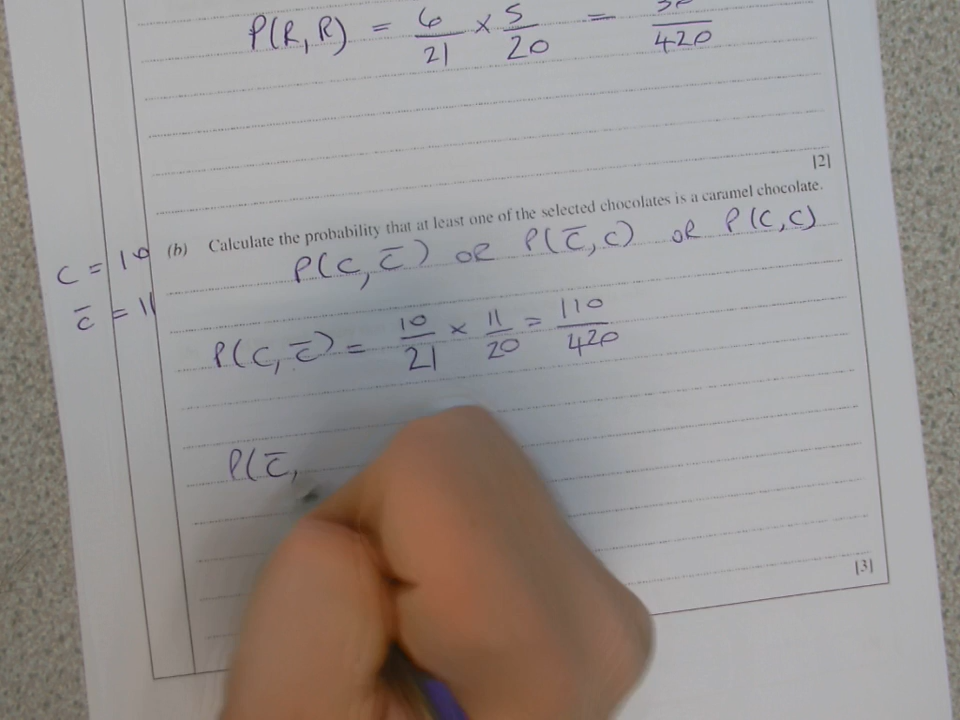 P(R, R) = 6/21 × 5/20 = /420
[2]
(b) Calculate the probability that at least one of the selected chocolates is a caramel chocolate.
P(C, C̅) OR P(C̅, C) OR P(C, C)
C = 10
C̅ = 11
P(C, C̅) = 10/21 × 11/20 = 110/420
P(C̅,
[3]